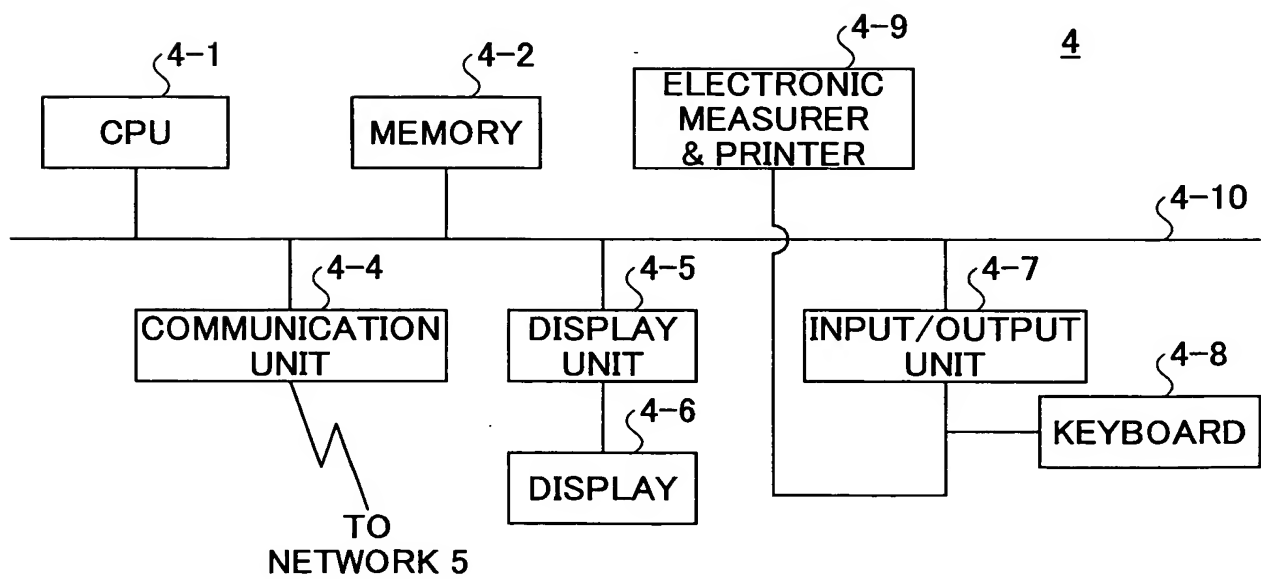 4-1
4-2
4-9
4
CPU
MEMORY
ELECTRONIC
MEASURER
& PRINTER
4-10
4-4
4-5
4-7
COMMUNICATION
UNIT
DISPLAY
UNIT
INPUT/OUTPUT
UNIT
4-6
4-8
DISPLAY
KEYBOARD
TO
NETWORK 5